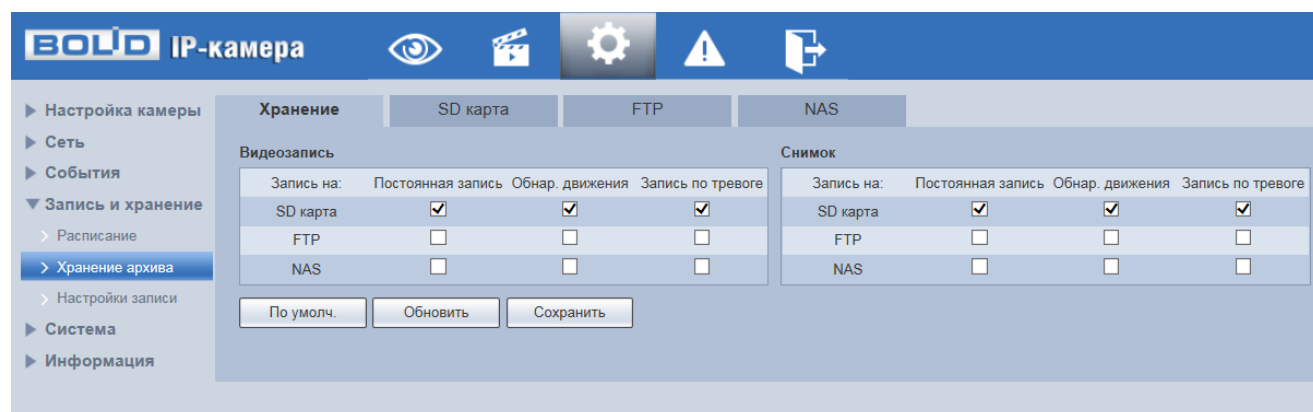 BOLID IP-камера
Настройка камеры
Сеть
События
Запись и хранение
Расписание
Хранение архива
Настройки записи
Система
Информация
Хранение SD карта FTP NAS
Видеозапись
Запись на: Постоянная запись Обнар. движения Запись по тревоге
SD карта
FTP
NAS
Снимок
Запись на: Постоянная запись Обнар. движения Запись по тревоге
SD карта
FTP
NAS
По умолч. Обновить Сохранить